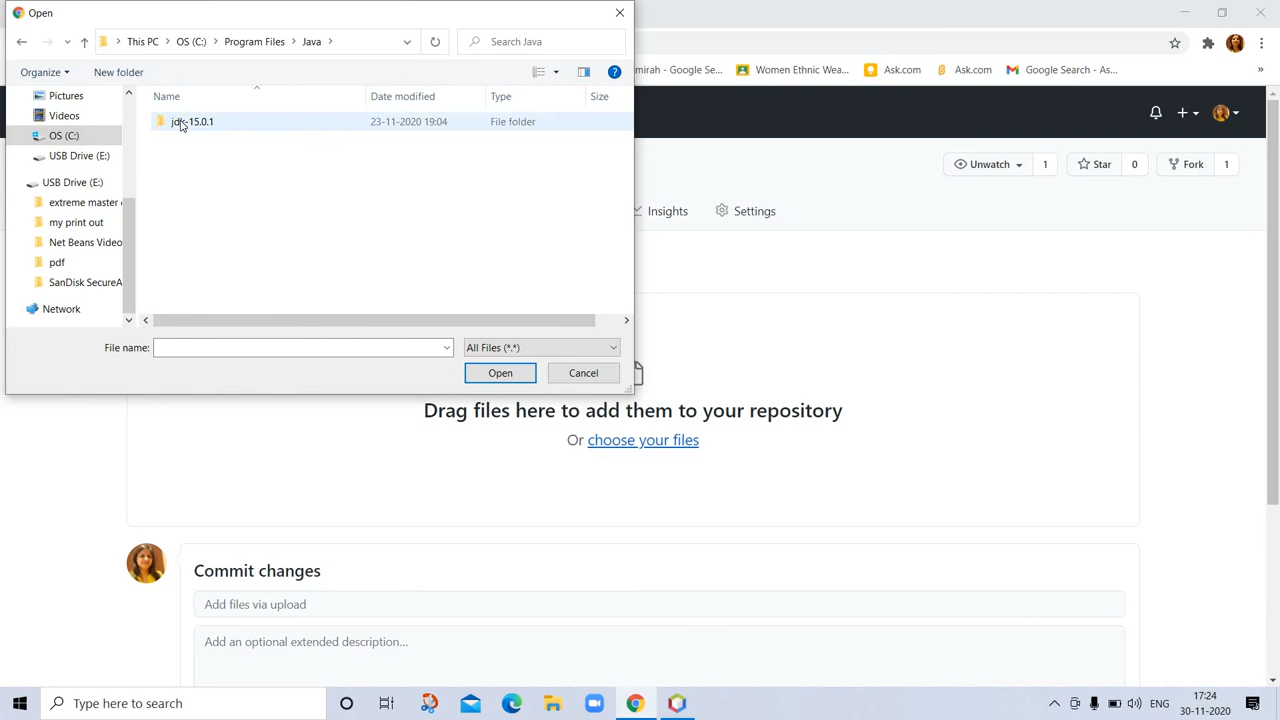 Open
This PC OS (C:) Program Files Java
Search Java
Organize New folder
Pictures
Videos
OS (C:)
USB Drive (E:)
USB Drive (E:)
extreme master
my print out
Net Beans Video
pdf
SanDisk SecureA
Network
Name Date modified Type Size
jdk-15.0.1 23-11-2020 19:04 File folder
File name:
All Files (*.*)
Open Cancel
mirah - Google Se... Women Ethnic Wea... Ask.com Ask.com Google Search - As...
»
Unwatch 1 Star 0 Fork 1
Insights Settings
Drag files here to add them to your repository
Or choose your files
Commit changes
Add files via upload
Add an optional extended description...
Type here to search
ENG
17:24
30-11-2020